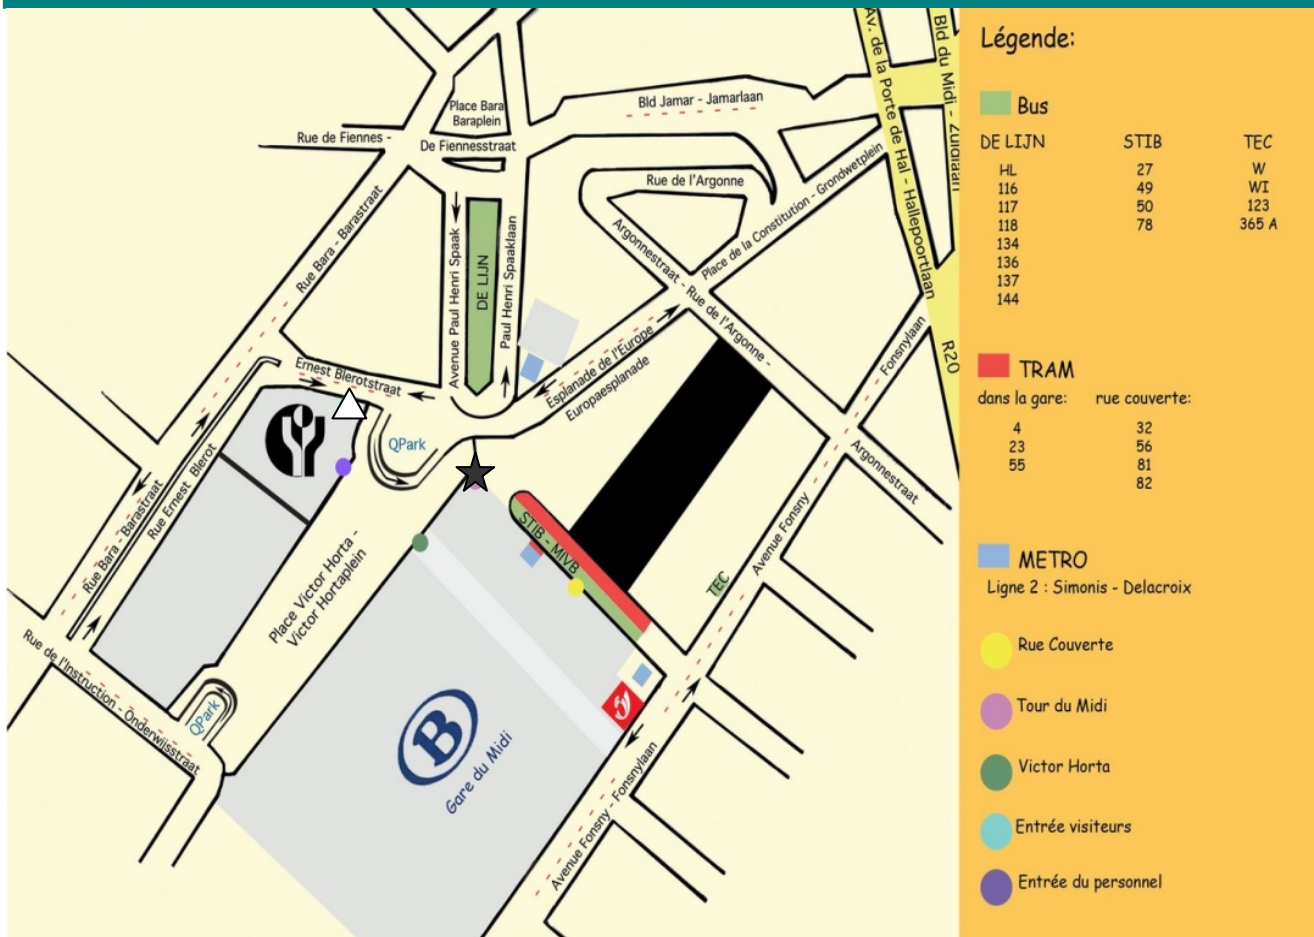 Place Bara
Baraplein
Bld Jamar - Jamarlaan
Av. de la Porte de Hal - Hallepoortlaan
Bld du Midi - Zuidlaan
Rue de Fiennes -
De Fiennesstraat
Rue de l'Argonne
Rue Bara - Barastraat
Avenue Paul Henri Spaak
DE LIJN
Paul Henri Spaaklaan
Argonnestraat - Rue de l'Argonne -
Place de la Constitution - Grondwetplein
Esplanade de l'Europe
Europaesplanade
Fonsnylaan
R20
Ernest Blerotstraat
QPark
Argonnestraat
Rue Bara - Barastraat
Rue Ernest Blerot
STIB - MIVB
Avenue Fonsny
TEC
Place Victor Horta -
Victor Hortaplein
Rue de l'Instruction - Onderwijsstraat
QPark
B
Gare du Midi
Avenue Fonsny - Fonsnylaan
Légende:
Bus
DE LIJN STIB TEC
HL 27 W
116 49 WI
117 50 123
118 78 365 A
134
136
137
144
TRAM
dans la gare: rue couverte:
4 32
23 56
55 81
82
METRO
Ligne 2 : Simonis - Delacroix
Rue Couverte
Tour du Midi
Victor Horta
Entrée visiteurs
Entrée du personnel